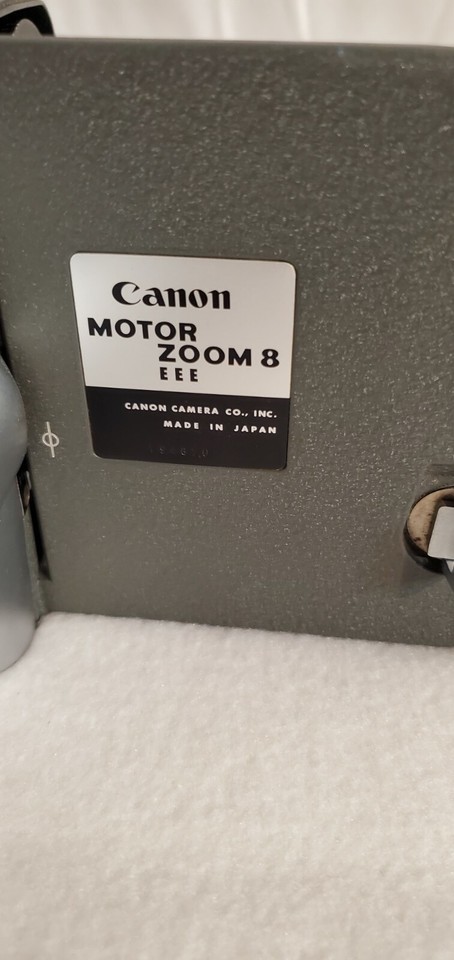 Canon
MOTOR
ZOOM 8
EEE
CANON CAMERA CO., INC.
MADE IN JAPAN